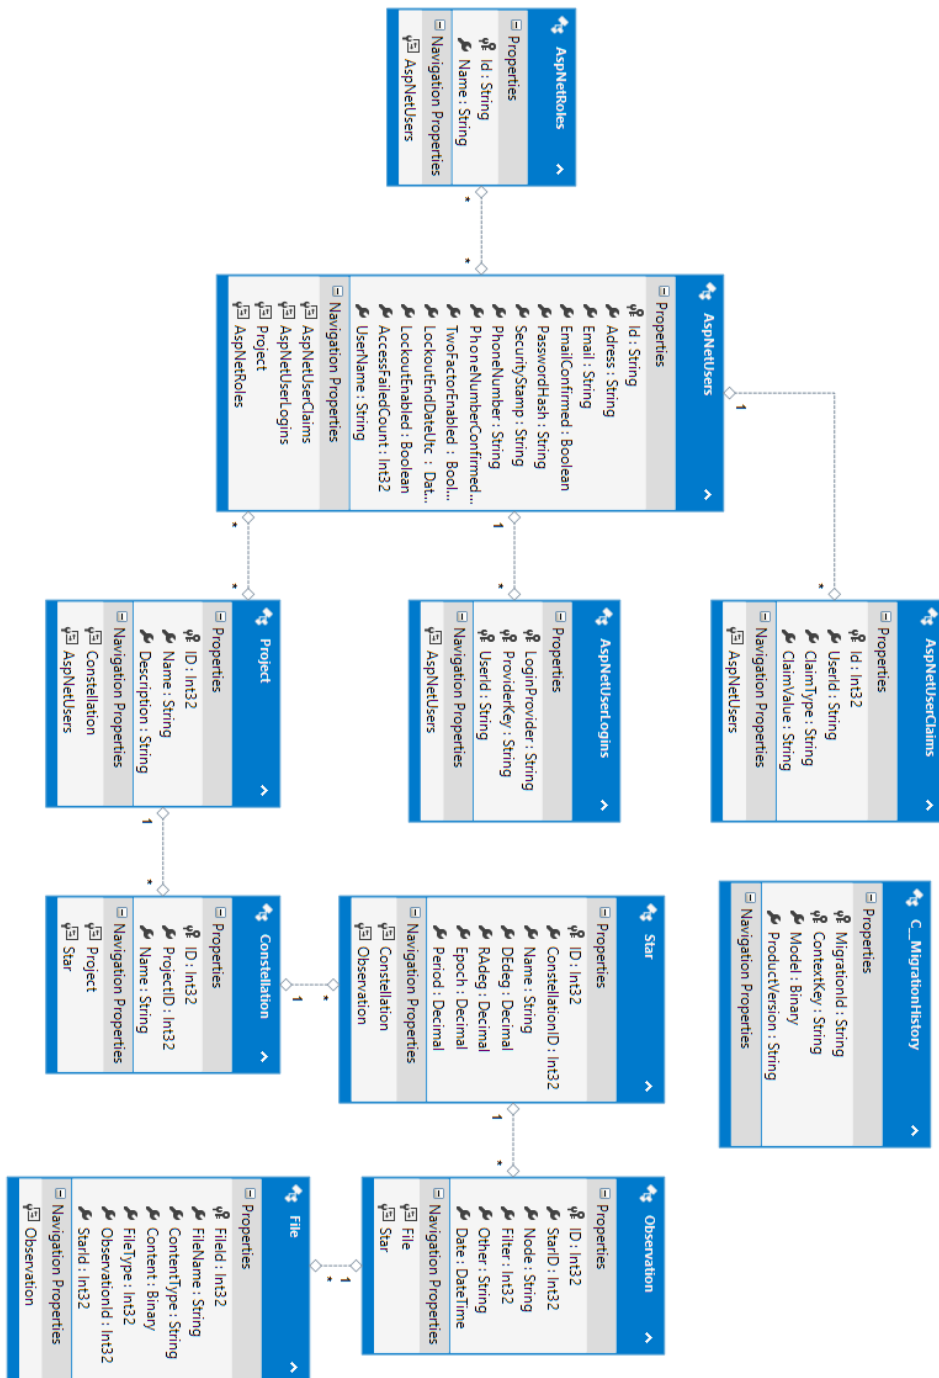 AspNetRoles
Properties
Id : String
Name : String
Navigation Properties
AspNetUsers
*
*
AspNetUsers
Properties
Id : String
Adress : String
Email : String
EmailConfirmed : Boolean
PasswordHash : String
SecurityStamp : String
PhoneNumber : String
PhoneNumberConfirmed...
TwoFactorEnabled : Bool...
LockoutEndDateUtc : Dat...
LockoutEnabled : Boolean
AccessFailedCount : Int32
UserName : String
Navigation Properties
AspNetUserClaims
AspNetUserLogins
Project
AspNetRoles
1
*
1
*
*
*
AspNetUserClaims
Properties
Id : Int32
UserId : String
ClaimType : String
ClaimValue : String
Navigation Properties
AspNetUsers
AspNetUserLogins
Properties
LoginProvider : String
ProviderKey : String
UserId : String
Navigation Properties
AspNetUsers
Project
Properties
ID : Int32
Name : String
Description : String
Navigation Properties
Constellation
AspNetUsers
1
*
C__MigrationHistory
Properties
MigrationId : String
ContextKey : String
Model : Binary
ProductVersion : String
Navigation Properties
Star
Properties
ID : Int32
ConstellationID : Int32
Name : String
DEdeg : Decimal
RAdeg : Decimal
Epoch : Decimal
Period : Decimal
Navigation Properties
Constellation
Observation
*
1
Constellation
Properties
ID : Int32
ProjectID : Int32
Name : String
Navigation Properties
Project
Star
1
*
Observation
Properties
ID : Int32
StarID : Int32
Node : String
Filter : Int32
Other : String
Date : DateTime
Navigation Properties
File
Star
1
*
File
Properties
FileId : Int32
FileName : String
ContentType : String
Content : Binary
FileType : Int32
ObservationId : Int32
StarId : Int32
Navigation Properties
Observation